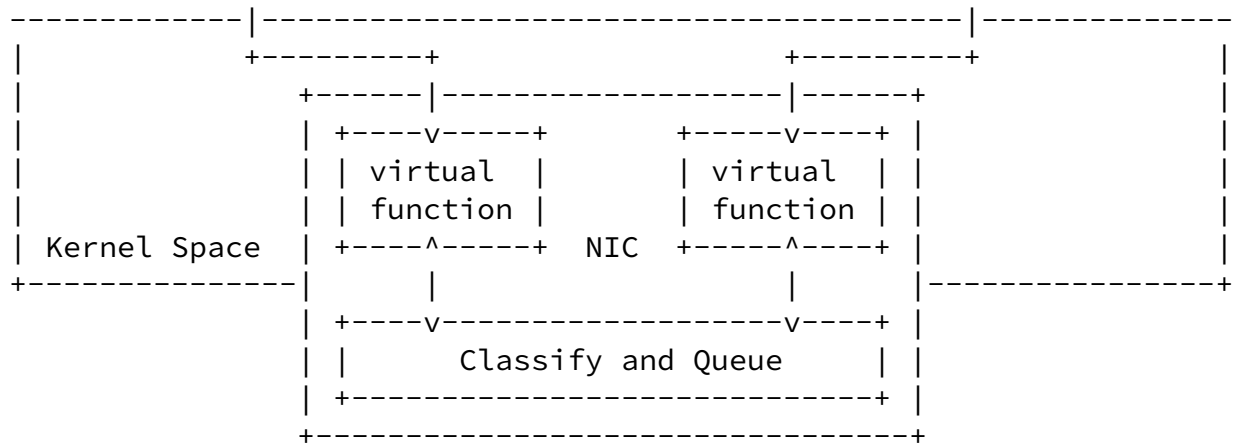 virtual virtual
function function
Kernel Space NIC
Classify and Queue